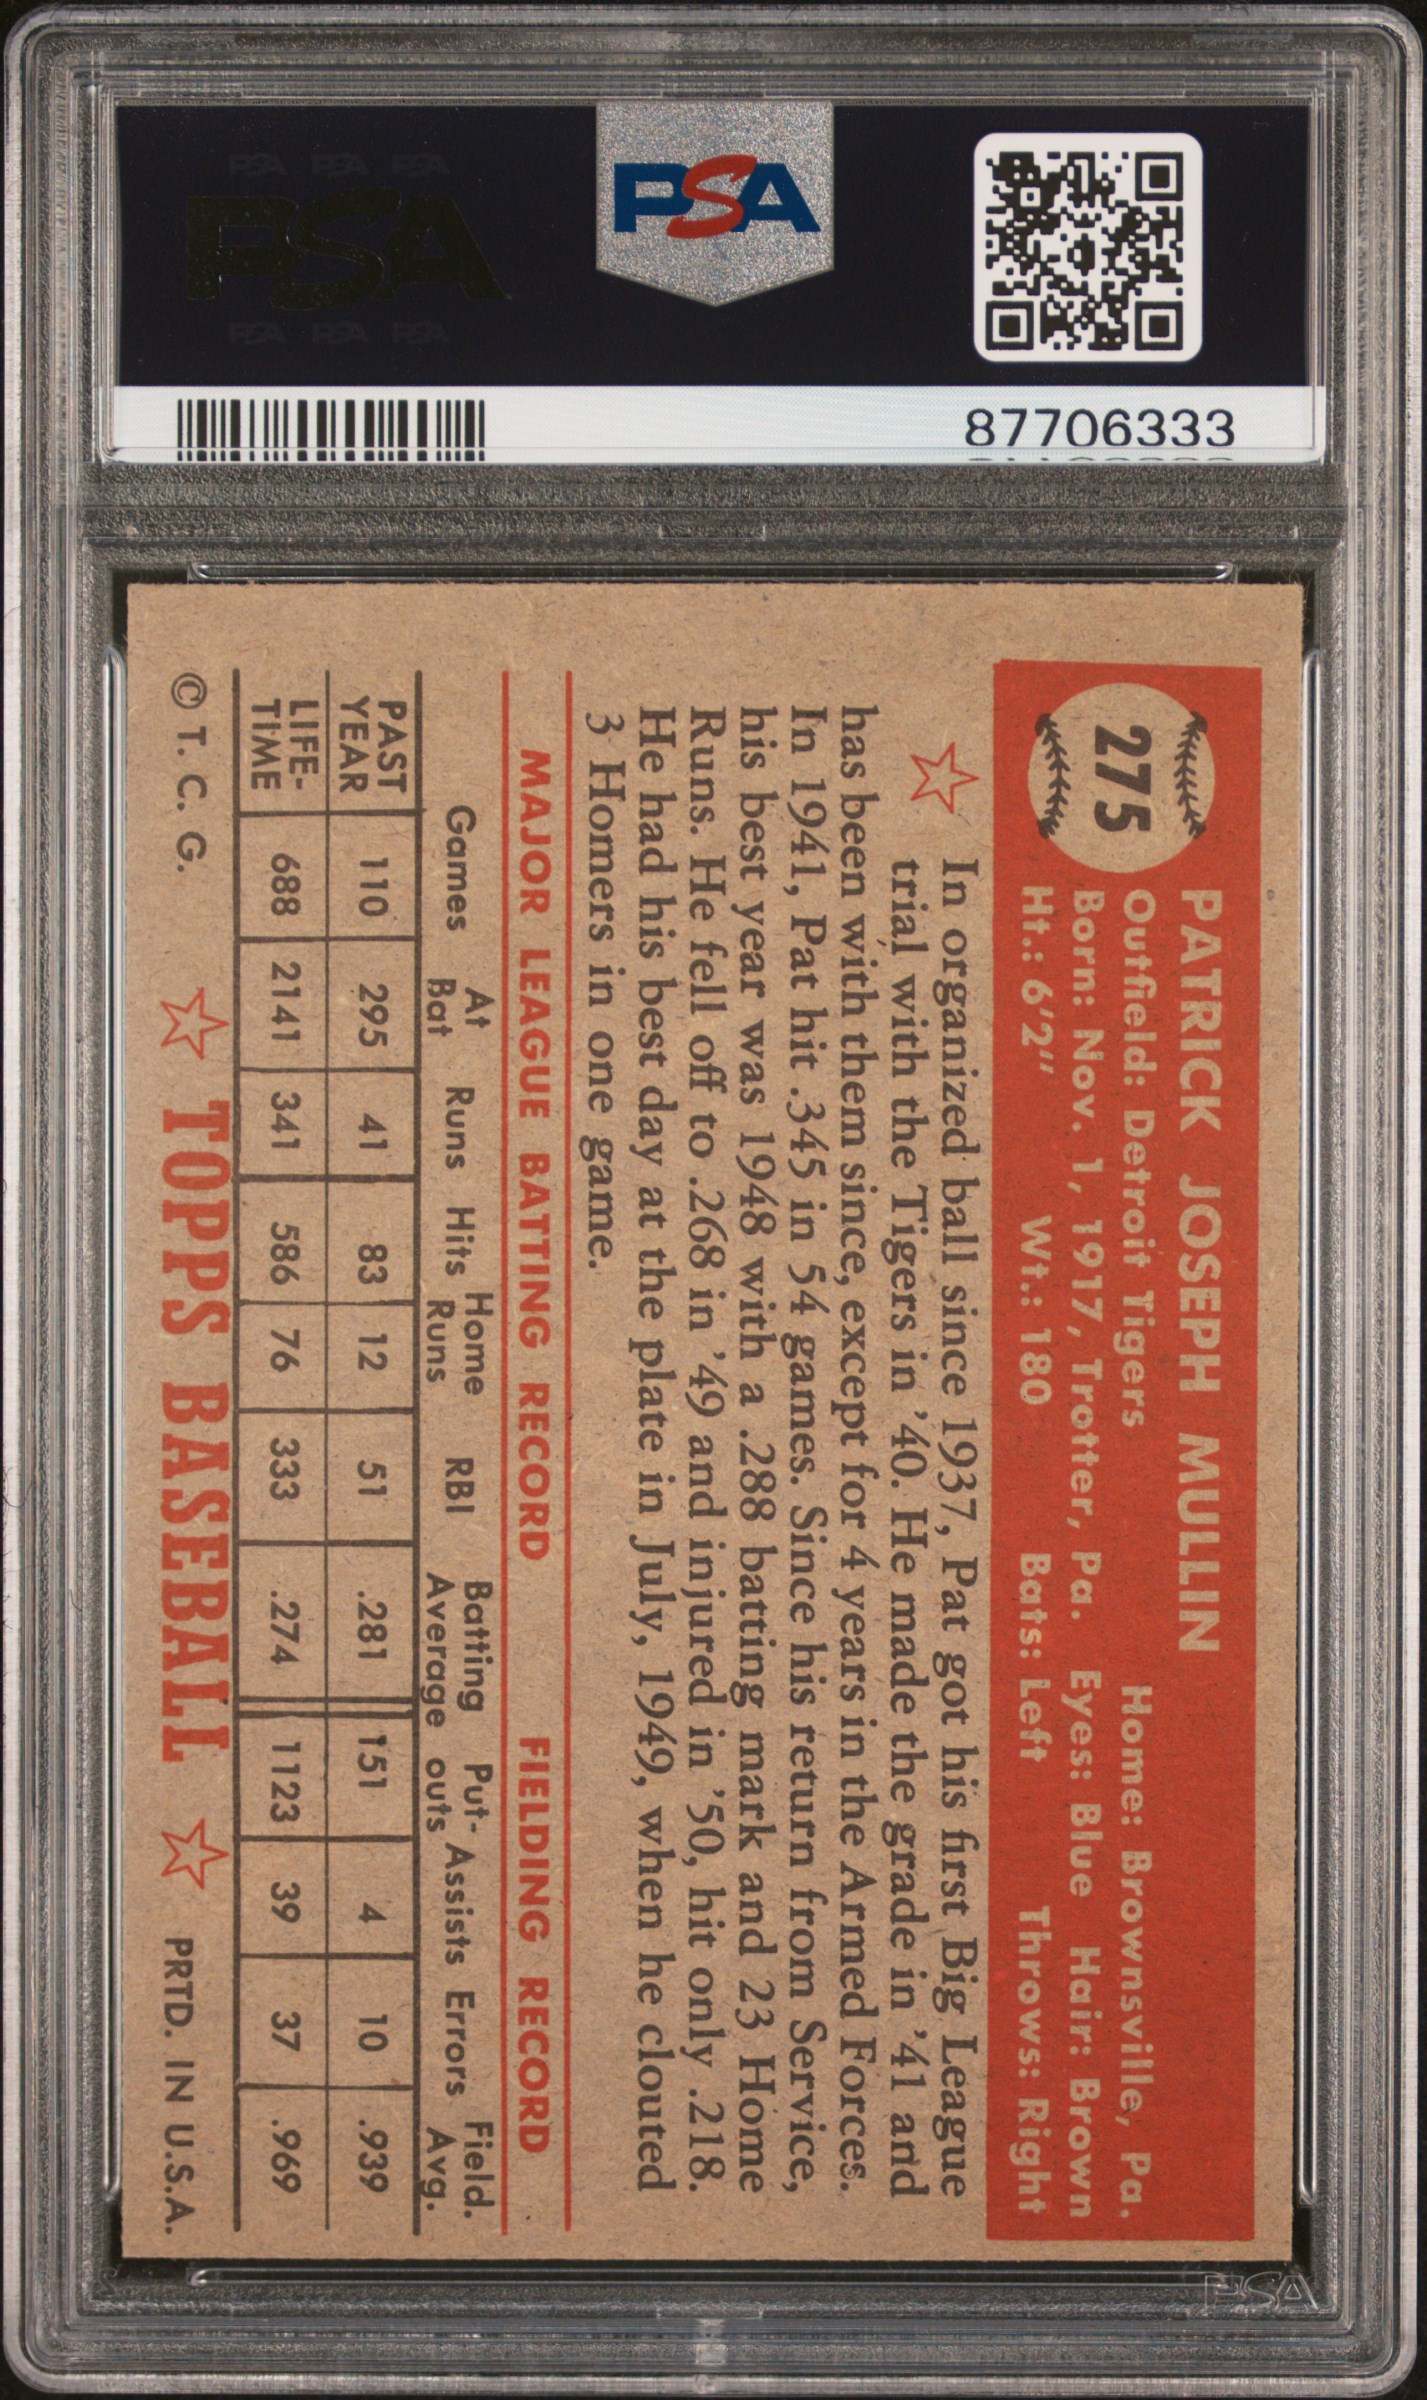 PSA PSA PSA
PSA
PSA PSA PSA
PSA
87706333
275
PATRICK JOSEPH MULLIN
Outfield: Detroit Tigers Home: Brownsville, Pa.
Born: Nov. 1, 1917, Trotter, Pa. Eyes: Blue Hair: Brown
Ht.: 6'2" Wt.: 180 Bats: Left Throws: Right
In organized ball since 1937, Pat got his first Big League
trial with the Tigers in '40. He made the grade in '41 and
has been with them since, except for 4 years in the Armed Forces.
In 1941, Pat hit .345 in 54 games. Since his return from Service,
his best year was 1948 with a .288 batting mark and 23 Home
Runs. He fell off to .268 in '49 and injured in '50, hit only .218.
He had his best day at the plate in July, 1949, when he clouted
3 Homers in one game.
MAJOR LEAGUE BATTING RECORD FIELDING RECORD
Games At Bat Runs Hits Home Runs RBI Batting Average Put-outs Assists Errors Field. Avg.
PAST YEAR 110 295 41 83 12 51 .281 151 4 10 .939
LIFE-TIME 688 2141 341 586 76 333 .274 1123 39 37 .969
© T. C. G. TOPPS BASEBALL PRTD. IN U.S.A.
PSA